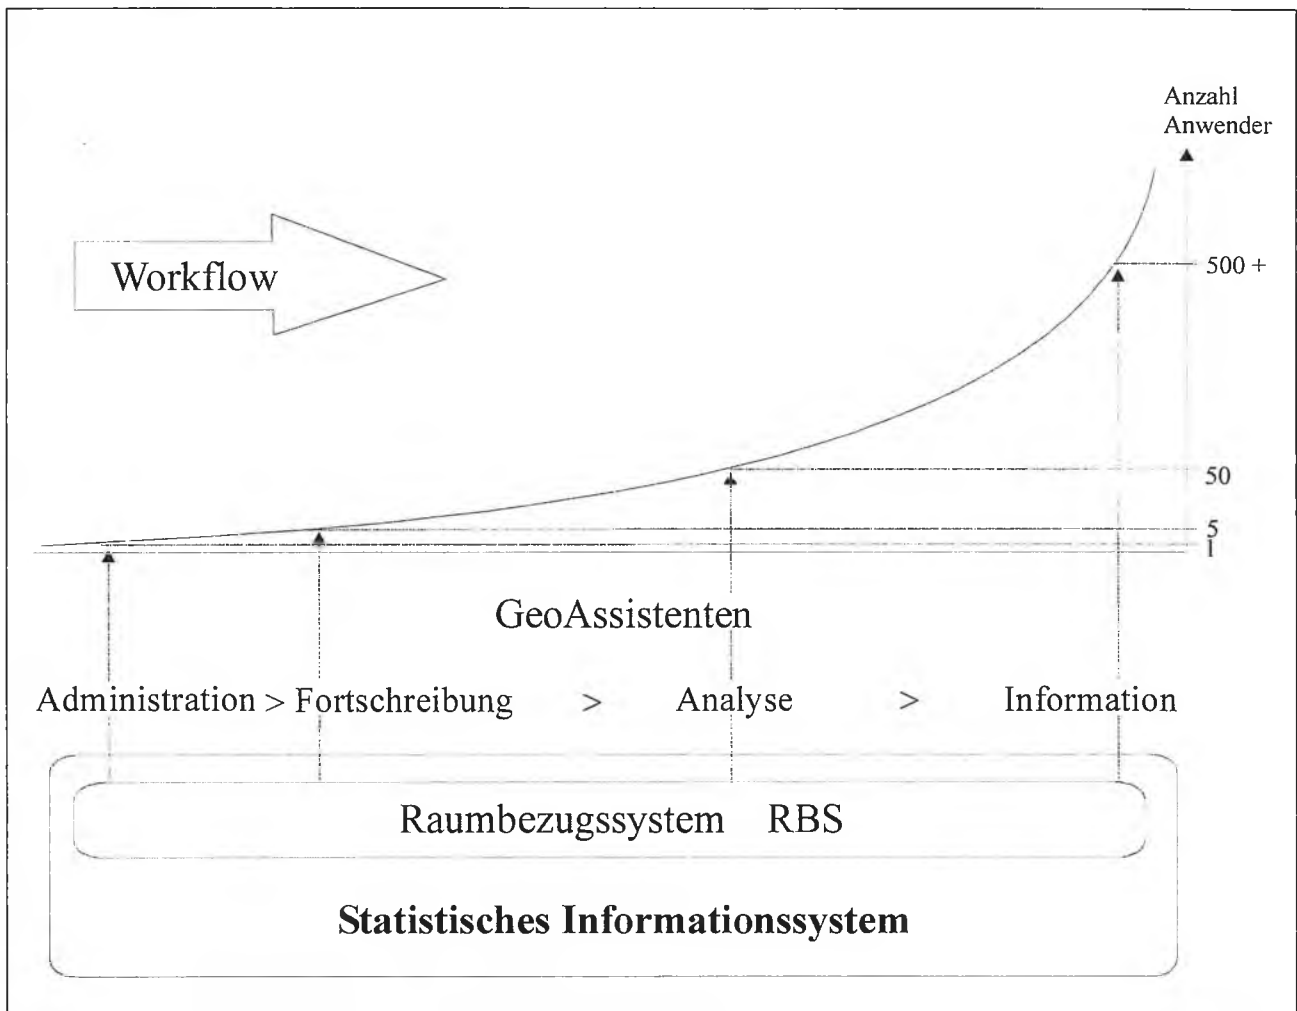 Anzahl
Anwender
Workflow
500 +
50
5
1
GeoAssistenten
Administration > Fortschreibung > Analyse > Information
Raumbezugssystem RBS
Statistisches Informationssystem